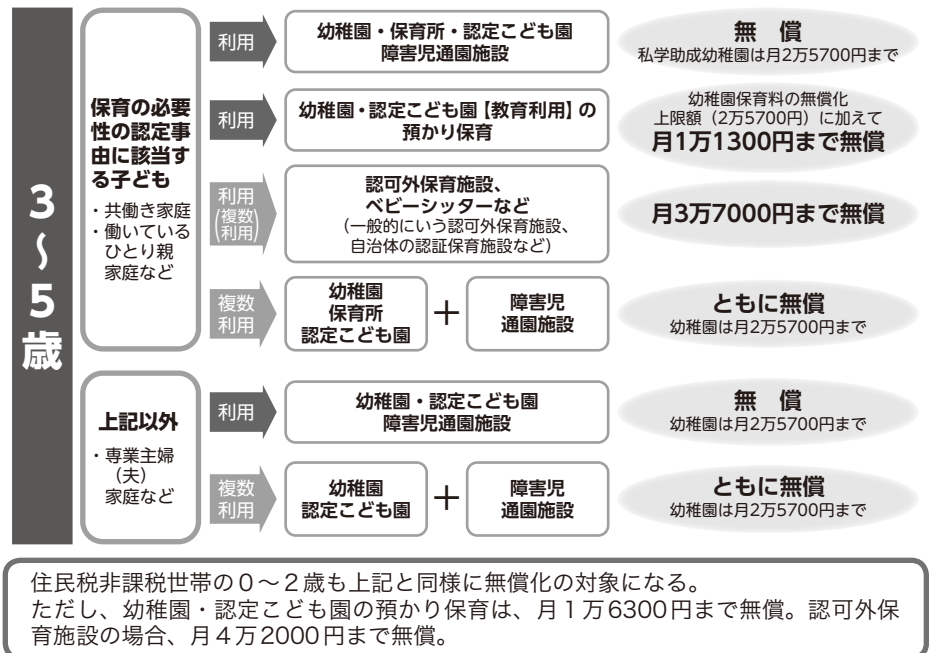 3～5歳
保育の必要
性の認定事
由に該当す
る子ども
・共働き家庭
・働いている
ひとり親
家庭など
利用
幼稚園・保育所・認定こども園
障害児通園施設
無　償
私学助成幼稚園は月2万5700円まで
利用
幼稚園・認定こども園【教育利用】の
預かり保育
幼稚園保育料の無償化
上限額（2万5700円）に加えて
月1万1300円まで無償
利用
(複数
利用)
認可外保育施設、
ベビーシッターなど
（一般的にいう認可外保育施設、
自治体の認証保育施設など）
月3万7000円まで無償
複数
利用
幼稚園
保育所
認定こども園
＋
障害児
通園施設
ともに無償
幼稚園は月2万5700円まで
上記以外
・専業主婦
（夫）
家庭など
利用
幼稚園・認定こども園
障害児通園施設
無　償
幼稚園は月2万5700円まで
複数
利用
幼稚園
認定こども園
＋
障害児
通園施設
ともに無償
幼稚園は月2万5700円まで
住民税非課税世帯の０～２歳も上記と同様に無償化の対象になる。
ただし、幼稚園・認定こども園の預かり保育は、月１万6300円まで無償。認可外保
育施設の場合、月４万2000円まで無償。